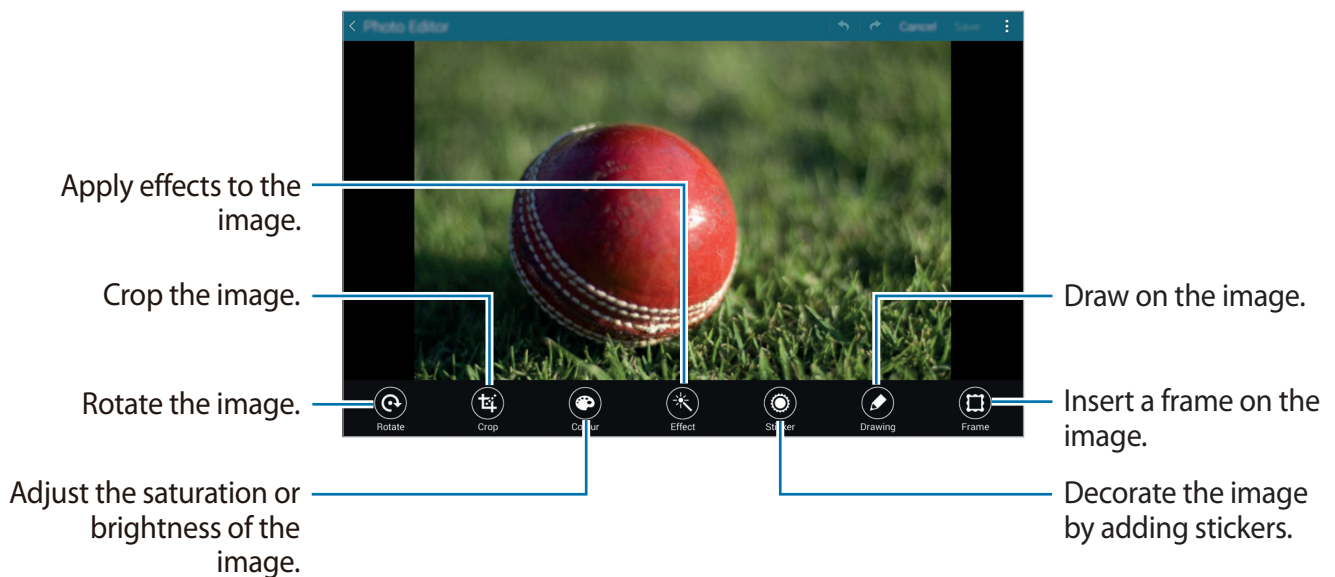 Photo Editor
Cancel
Save
Apply effects to the
image.
Crop the image.
Rotate the image.
Adjust the saturation or
brightness of the
image.
Draw on the image.
Insert a frame on the
image.
Decorate the image
by adding stickers.
Rotate
Crop
Colour
Effect
Sticker
Drawing
Frame